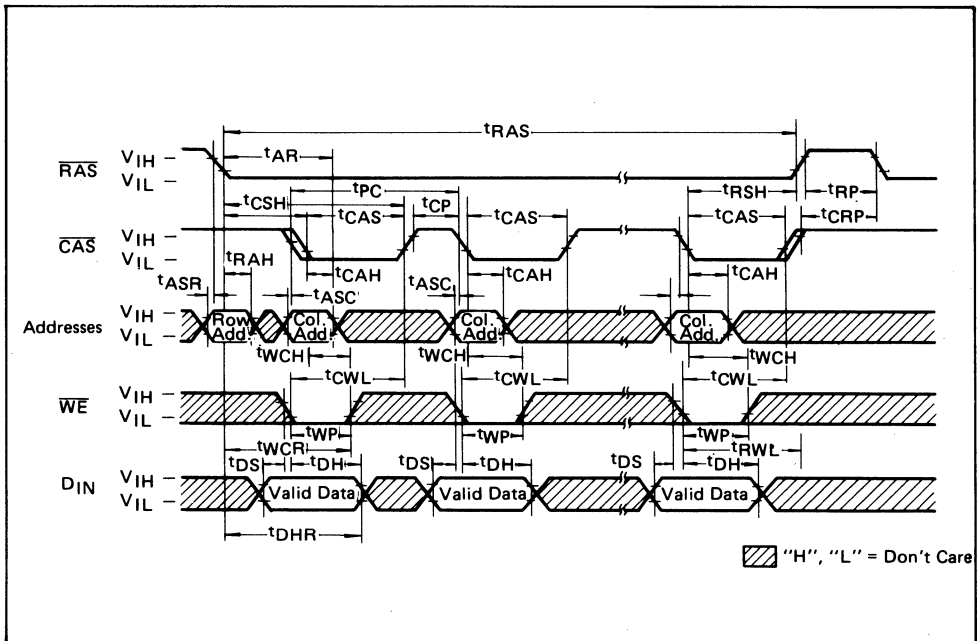 tRAS
tAR
RAS
VIH
VIL
tPC
tRSH
tRP
tCSH
tCAS
tCP
tCAS
tCAS
tCRP
CAS
VIH
VIL
tRAH
tCAH
tCAH
tCAH
tASR
tASC
tASC
Addresses
VIH
VIL
Row Add.
Col. Add.
Col. Add.
Col. Add.
tWCH
tWCH
tWCH
tCWL
tCWL
tCWL
WE
VIH
VIL
tWP
tWP
tWP
tWCR
tRWL
tDS
tDH
tDS
tDH
tDS
tDH
DIN
VIH
VIL
Valid Data
Valid Data
Valid Data
tDHR
"H", "L" = Don't Care